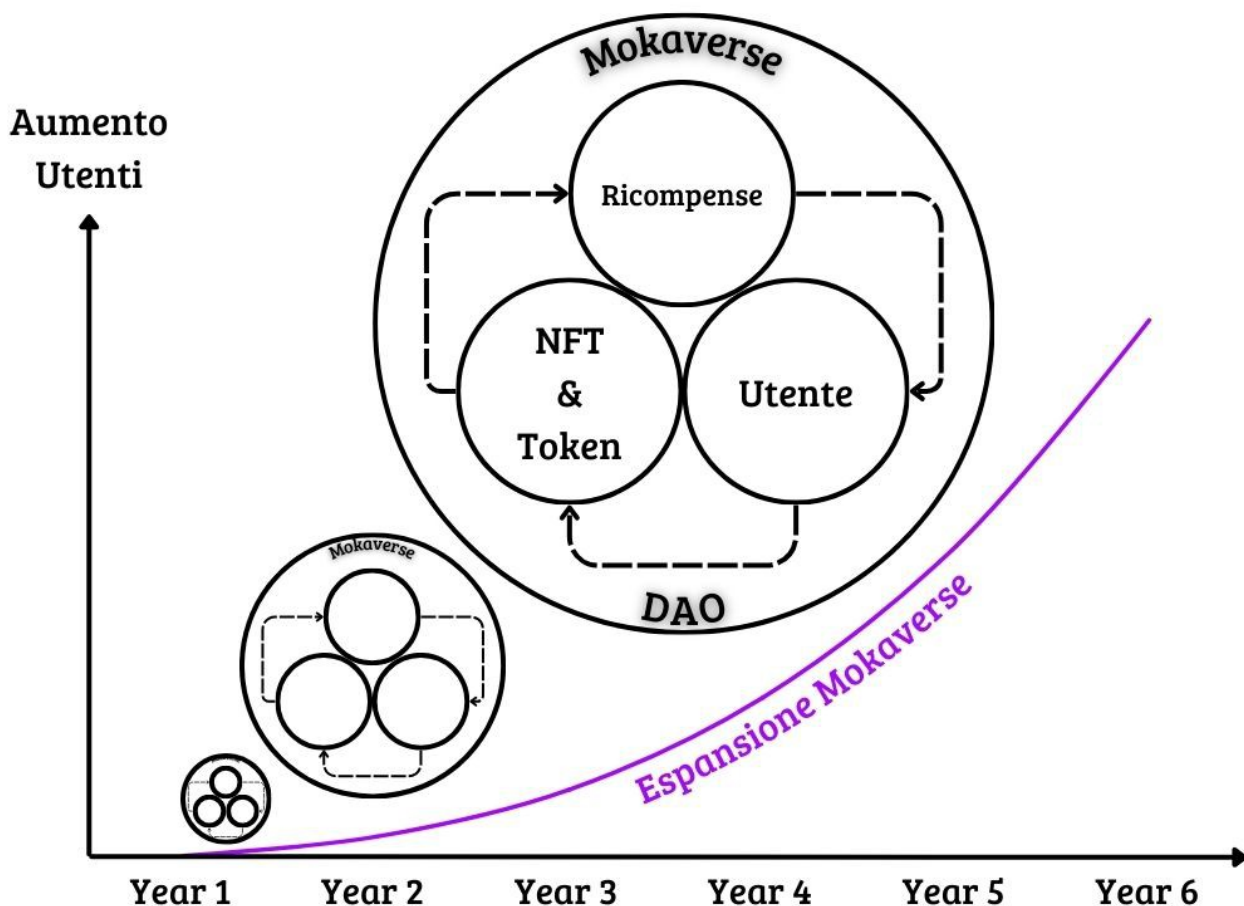 Mokaverse
Aumento
Utenti
Ricompense
NFT
&
Token
Utente
DAO
Mokaverse
Espansione Mokaverse
Year 1
Year 2
Year 3
Year 4
Year 5
Year 6